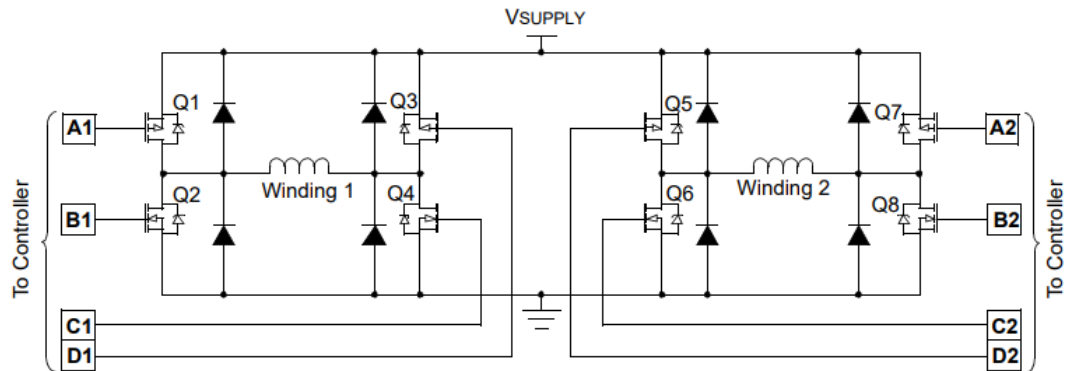 VSUPPLY
Q1
Q3
Q5
Q7
A1
A2
Winding 1
Winding 2
Q2
Q4
Q6
Q8
B1
B2
To Controller
To Controller
C1
C2
D1
D2